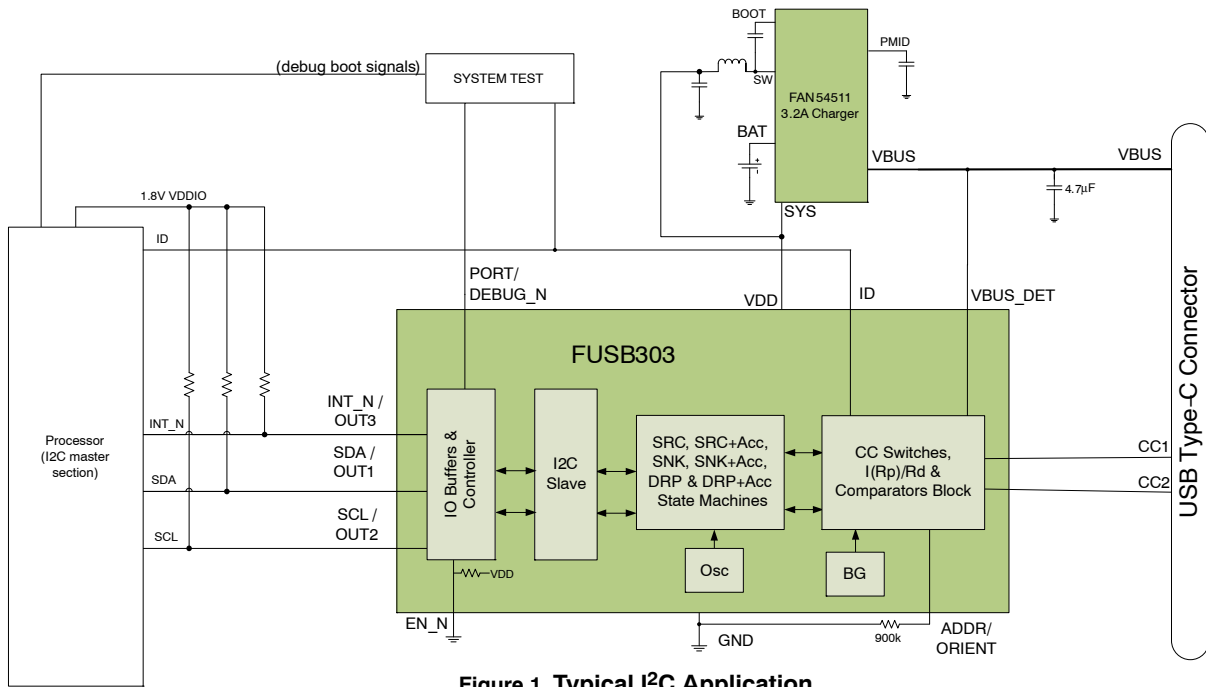 BOOT
PMID
(debug boot signals)
SYSTEM TEST
SW
FAN54511
3.2A Charger
BAT
+
-
VBUS
VBUS
4.7µF
1.8V VDDIO
SYS
ID
PORT/
DEBUG_N
VDD
ID
VBUS_DET
FUSB303
USB Type-C Connector
Processor
(I2C master
section)
INT_N
INT_N /
OUT3
SDA
SDA /
OUT1
SCL
SCL /
OUT2
IO Buffers &
Controller
I2C
Slave
SRC, SRC+Acc,
SNK, SNK+Acc,
DRP & DRP+Acc
State Machines
CC Switches,
I(Rp)/Rd &
Comparators Block
CC1
CC2
VDD
Osc
BG
EN_N
GND
900k
ADDR/
ORIENT
Figure 1. Typical I2C Application